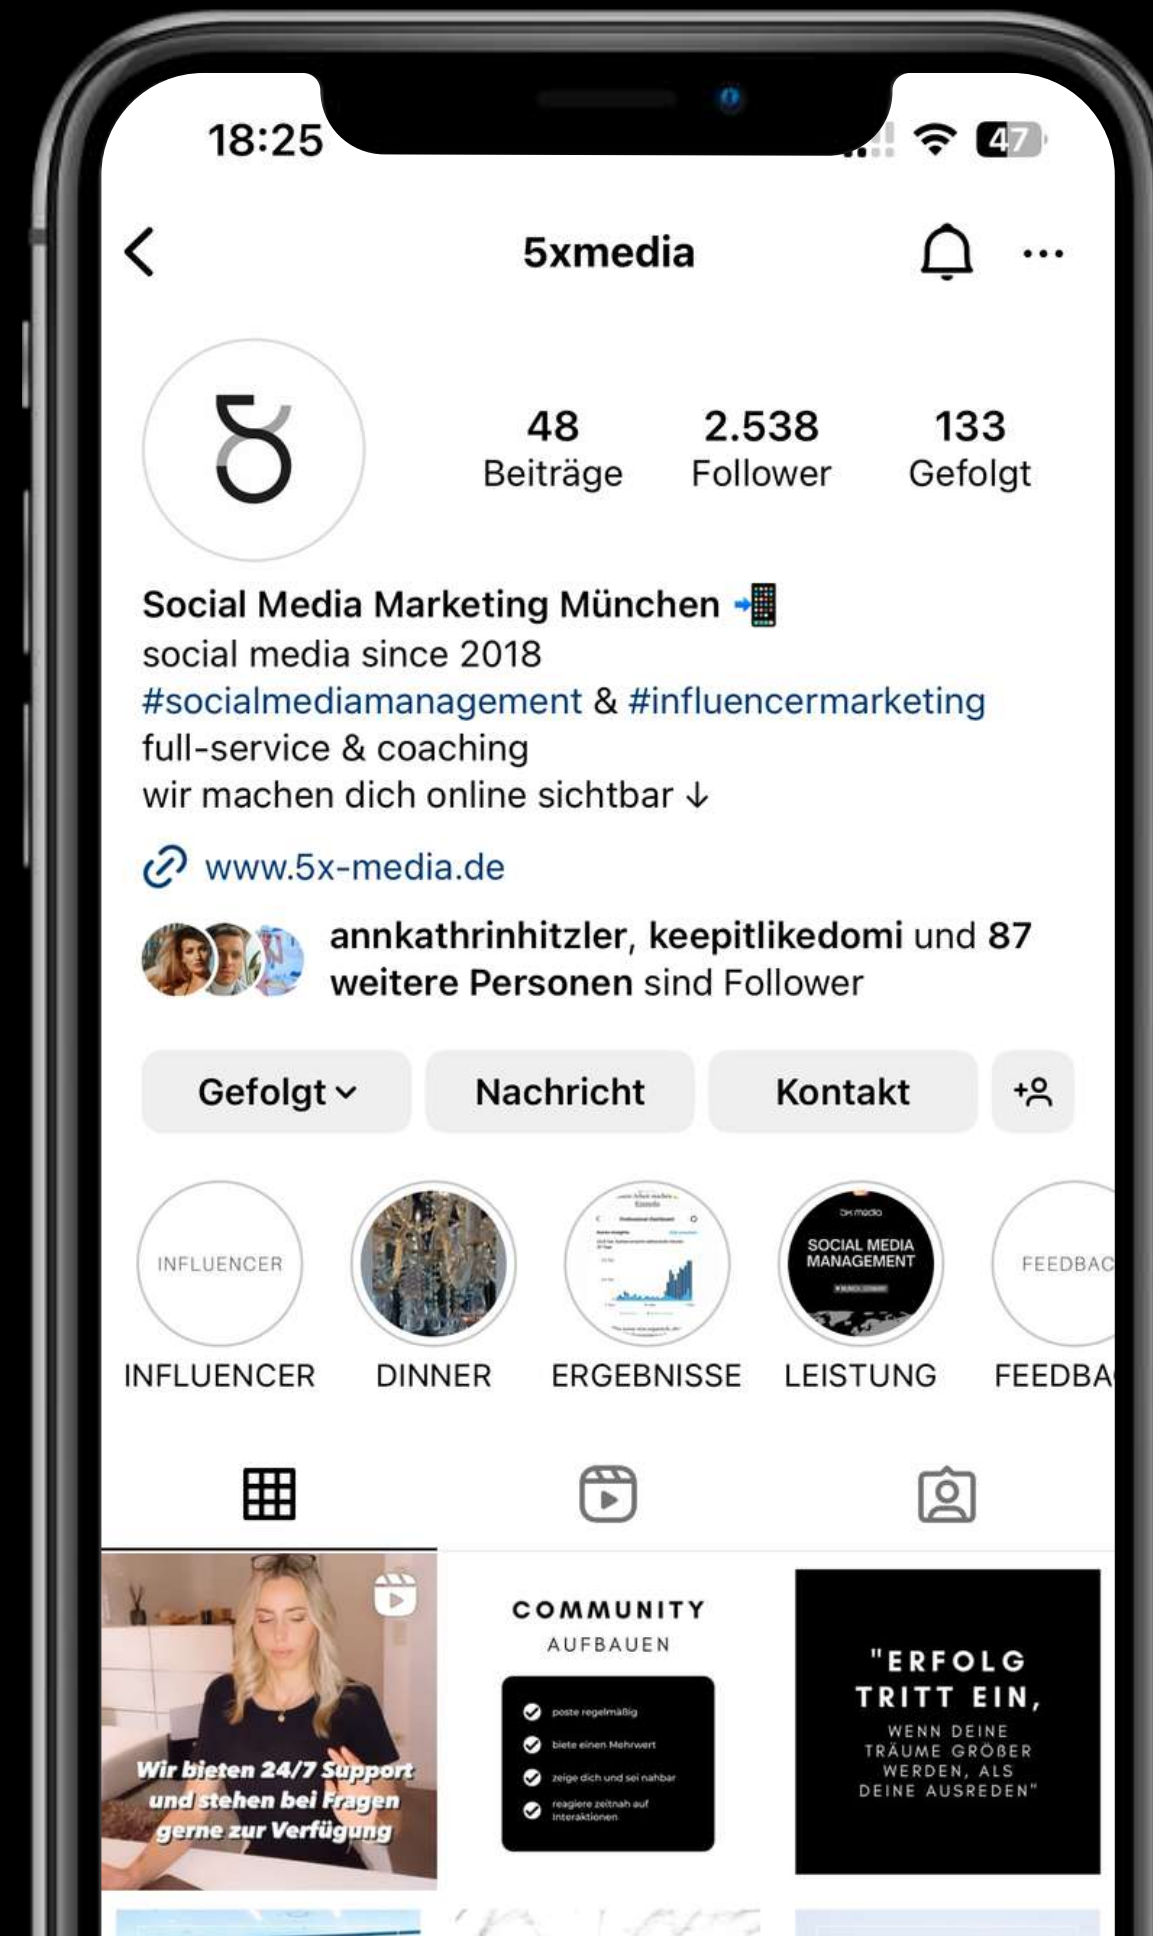 18:25
47
5xmedia
48
2.538
133
Beiträge
Follower
Gefolgt
Social Media Marketing München
social media since 2018
#socialmediamanagement & #influencermarketing
full-service & coaching
wir machen dich online sichtbar ↓
www.5x-media.de
annkathrinhitzler, keepitlikedomi und 87
weitere Personen sind Follower
Gefolgt
Nachricht
Kontakt
INFLUENCER
5x media
SOCIAL MEDIA
MANAGEMENT
FEEDBAC
INFLUENCER
DINNER
ERGEBNISSE
LEISTUNG
FEEDBA
Wir bieten 24/7 Support
und stehen bei Fragen
gerne zur Verfügung
COMMUNITY
AUFBAUEN
poste regelmäßig
biete einen Mehrwert
zeige dich und sei nahbar
reagiere zeitnah auf
Interaktionen
"ERFOLG
TRITT EIN,
WENN DEINE
TRÄUME GRÖßER
WERDEN, ALS
DEINE AUSREDEN"